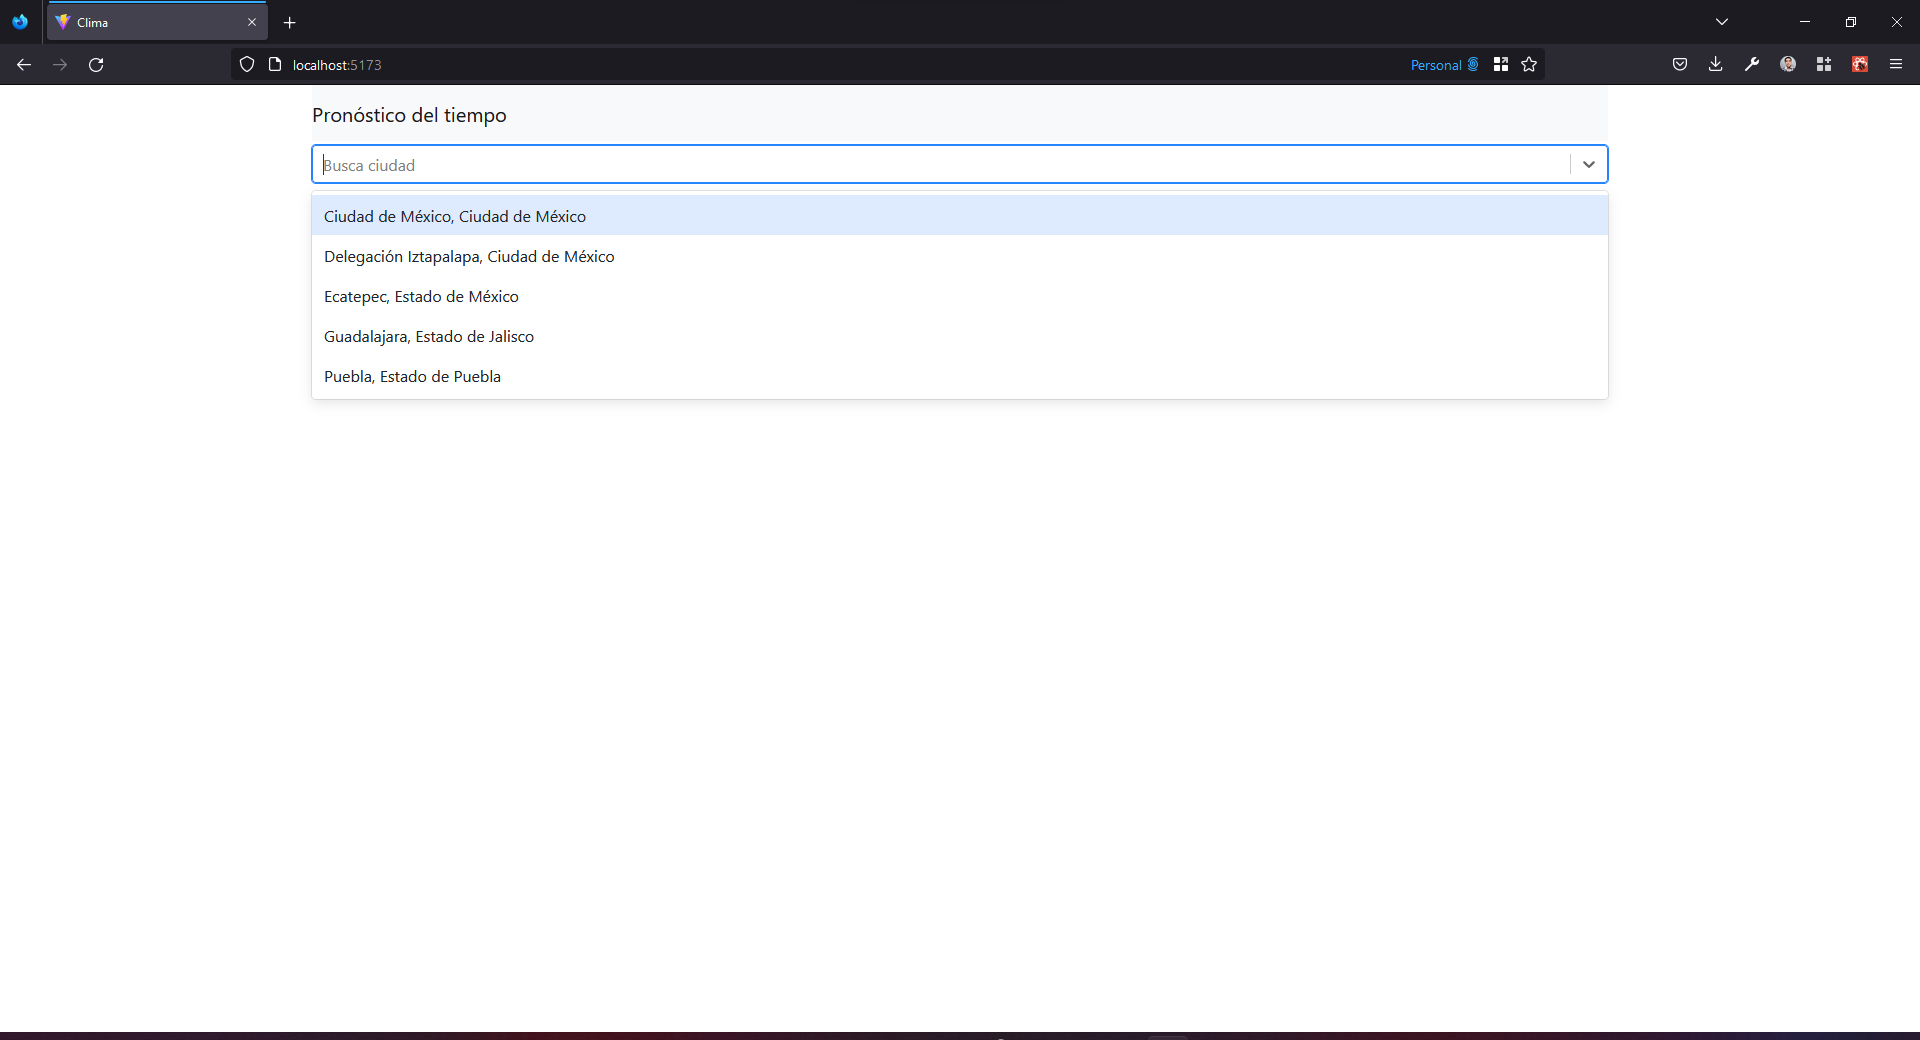 Clima
localhost:5173
Personal
Pronóstico del tiempo
Busca ciudad
Ciudad de México, Ciudad de México
Delegación Iztapalapa, Ciudad de México
Ecatepec, Estado de México
Guadalajara, Estado de Jalisco
Puebla, Estado de Puebla